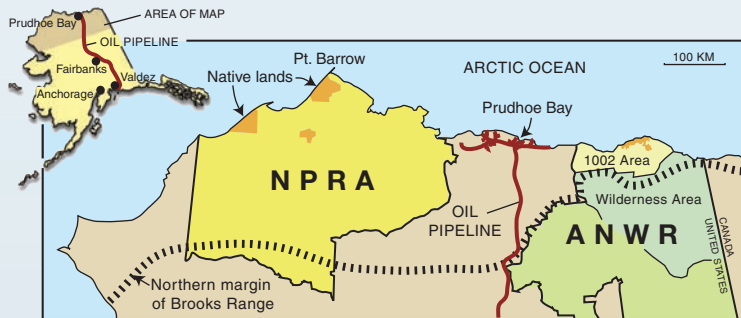 Prudhoe Bay
AREA OF MAP
OIL PIPELINE
Fairbanks
Valdez
Anchorage
Native lands
Pt. Barrow
ARCTIC OCEAN
100 KM
Prudhoe Bay
1002 Area
NPRA
Wilderness Area
OIL
PIPELINE
ANWR
CANADA
UNITED STATES
Northern margin
of Brooks Range